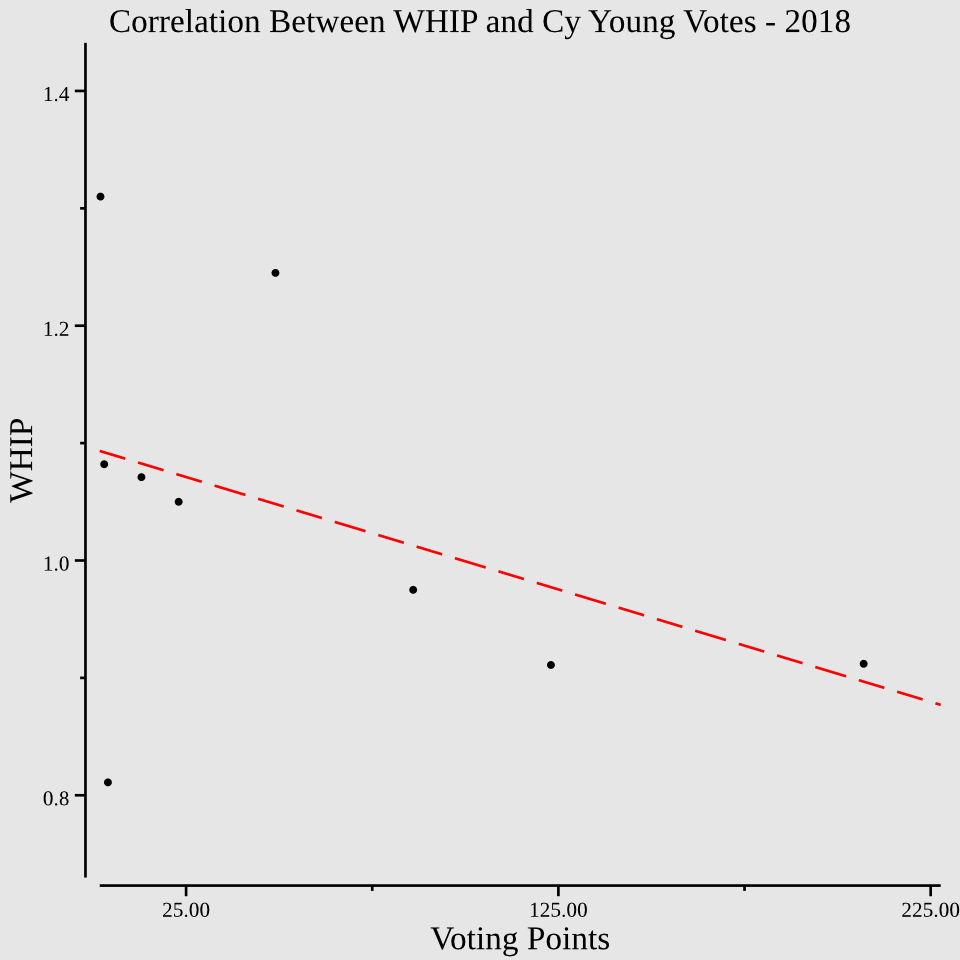 Correlation Between WHIP and Cy Young Votes - 2018
1.4
1.2
WHIP
1.0
0.8
25.00 125.00 225.00
Voting Points